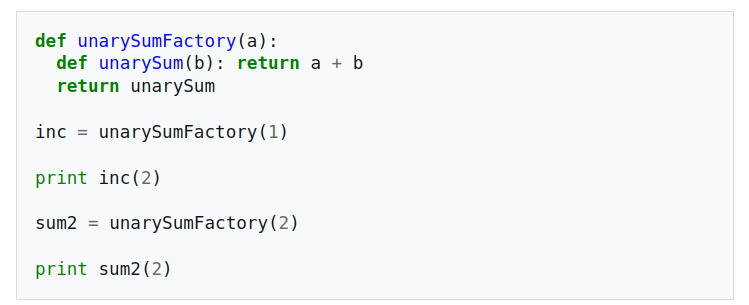 def unarySumFactory(a):
  def unarySum(b): return a + b
  return unarySum

inc = unarySumFactory(1)

print inc(2)

sum2 = unarySumFactory(2)

print sum2(2)